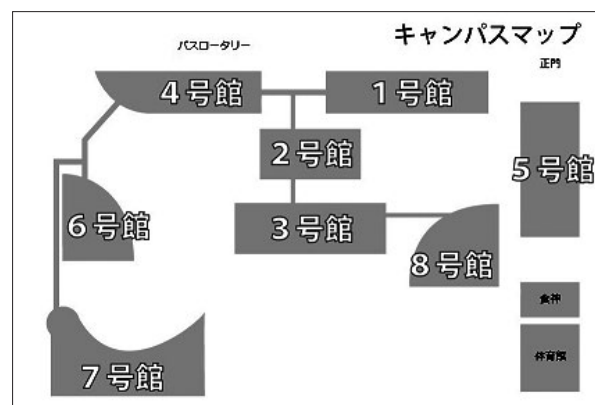 キャンパスマップ
バスロータリー
正門
4号館
1号館
2号館
5号館
3号館
6号館
8号館
食神
体育館
7号館